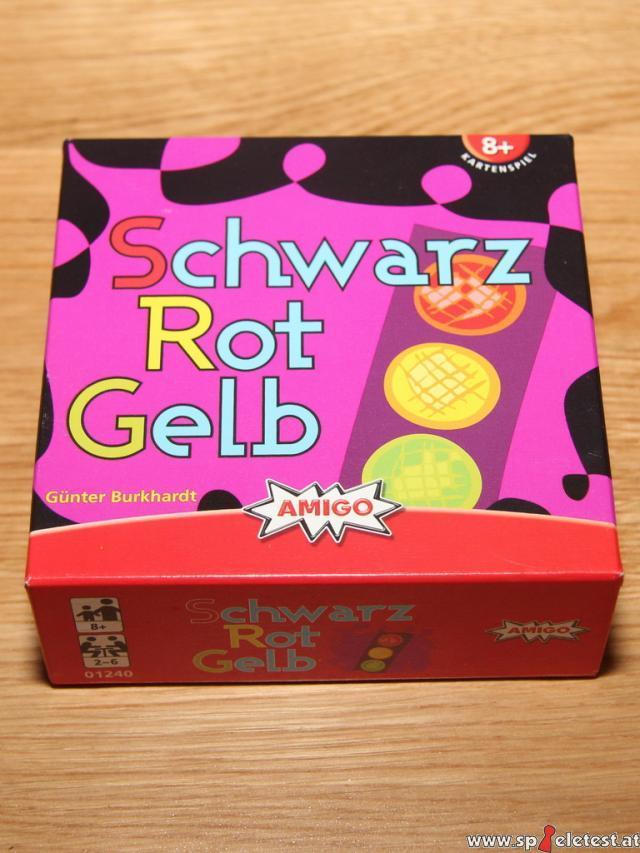 8+
KARTENSPIEL
Schwarz
Rot
Gelb
Günter Burkhardt
AMIGO
8+
2–6
01240
Schwarz
Rot
Gelb
AMIGO
www.spieletest.at